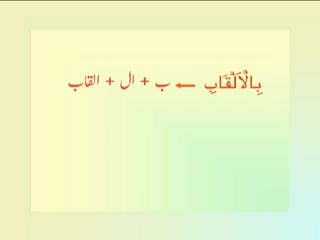 بِالْاَلْقَابِ ← ب + ال + القاب